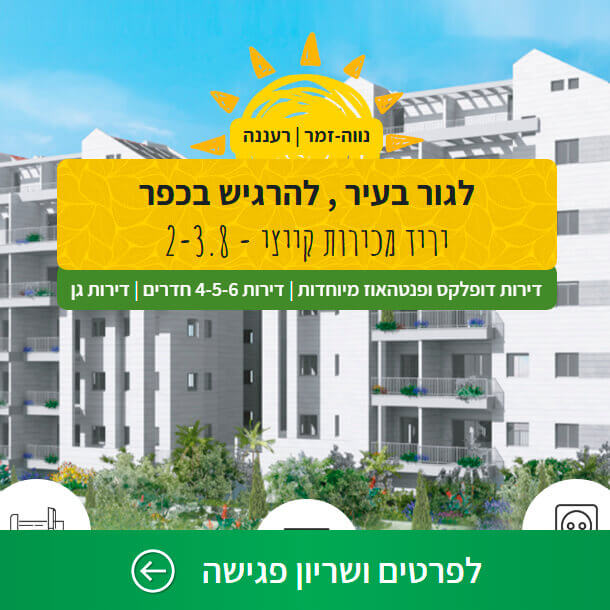 נווה-זמר | רעננה
לגור בעיר , להרגיש בכפר
יריד מכירות קייצי - 2-3.8
דירות דופלקס ופנטהאוז מיוחדות | דירות 4-5-6 חדרים | דירות גן
לפרטים ושריון פגישה